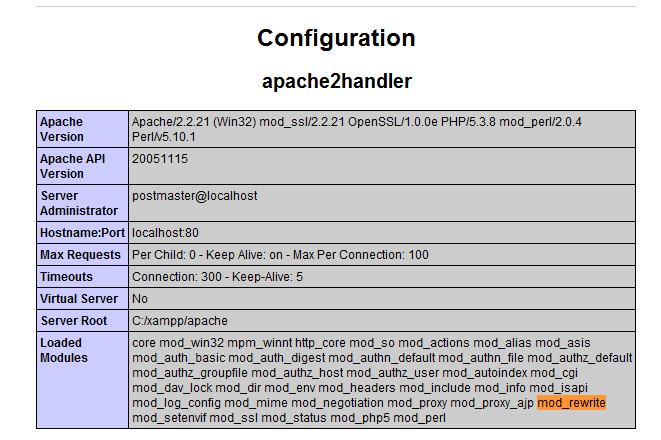 Configuration
apache2handler
Apache Version
Apache/2.2.21 (Win32) mod_ssl/2.2.21 OpenSSL/1.0.0e PHP/5.3.8 mod_perl/2.0.4
Perl/v5.10.1
Apache API Version
20051115
Server Administrator
postmaster@localhost
Hostname:Port
localhost:80
Max Requests
Per Child: 0 - Keep Alive: on - Max Per Connection: 100
Timeouts
Connection: 300 - Keep-Alive: 5
Virtual Server
No
Server Root
C:/xampp/apache
Loaded Modules
core mod_win32 mpm_winnt http_core mod_so mod_actions mod_alias mod_asis
mod_auth_basic mod_auth_digest mod_authn_default mod_authn_file mod_authz_default
mod_authz_groupfile mod_authz_host mod_authz_user mod_autoindex mod_cgi
mod_dav_lock mod_dir mod_env mod_headers mod_include mod_info mod_isapi
mod_log_config mod_mime mod_negotiation mod_proxy mod_proxy_ajp mod_rewrite
mod_setenvif mod_ssl mod_status mod_php5 mod_perl